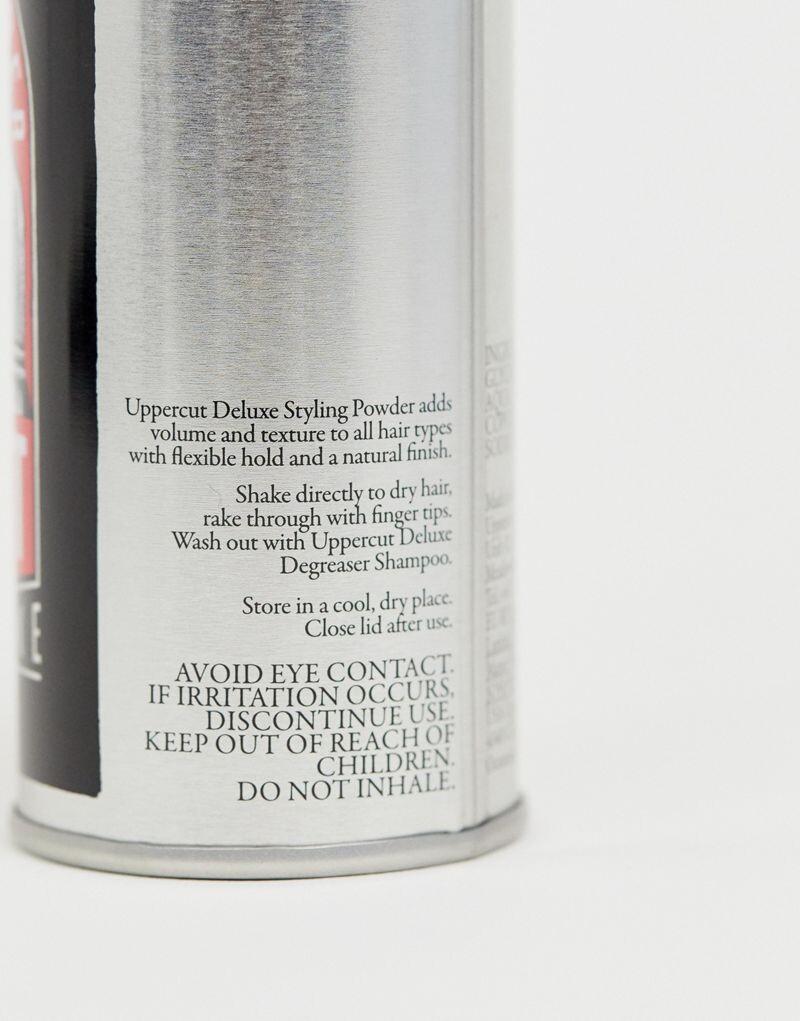 Uppercut Deluxe Styling Powder adds
volume and texture to all hair types
with flexible hold and a natural finish.
Shake directly to dry hair,
rake through with finger tips.
Wash out with Uppercut Deluxe
Degreaser Shampoo.
Store in a cool, dry place.
Close lid after use.
AVOID EYE CONTACT.
IF IRRITATION OCCURS,
DISCONTINUE USE.
KEEP OUT OF REACH OF
CHILDREN.
DO NOT INHALE.